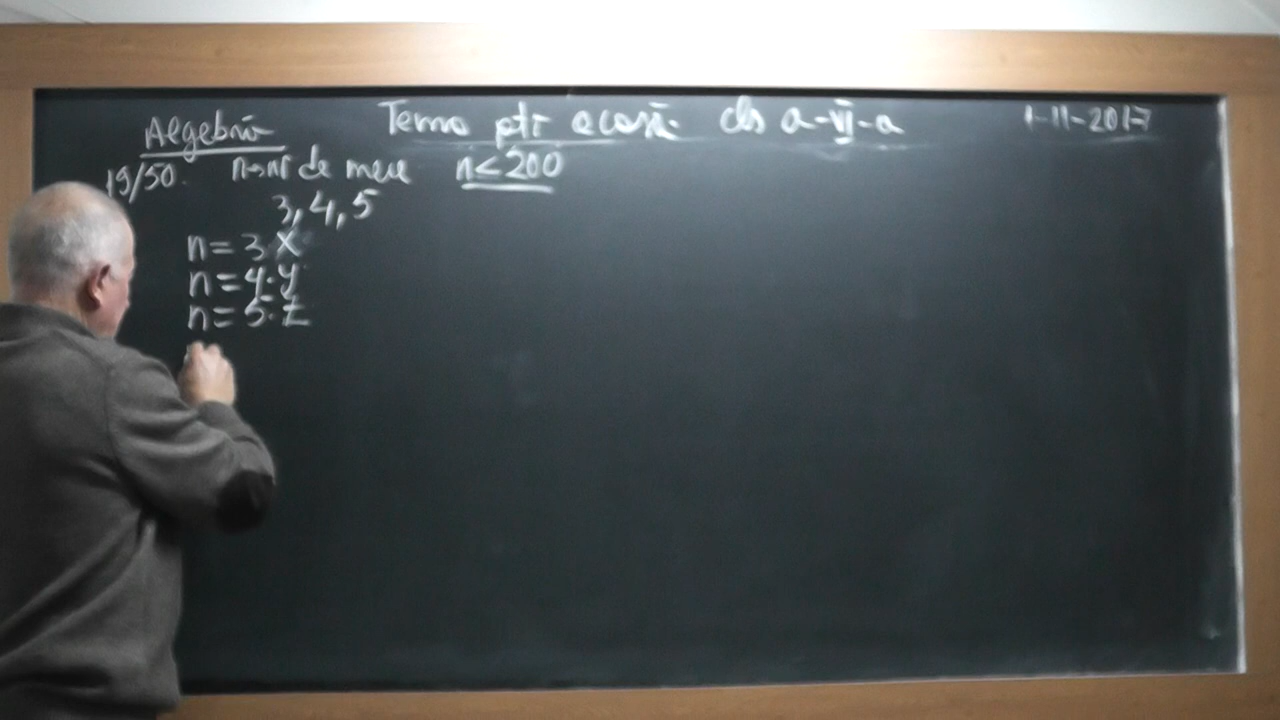 Tema ptr acasă cls a-VI-a 1-11-2017
Algebră
19/50. n→nr de mere n<200
3, 4, 5
n=3·x
n=4·y
n=5·z